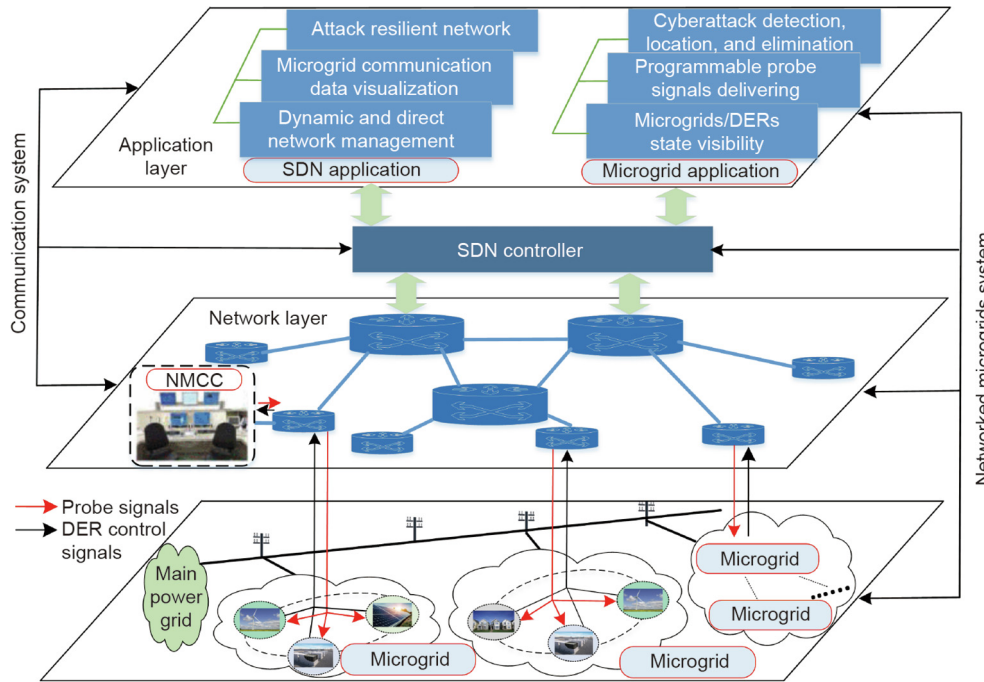 Attack resilient network
Microgrid communication
data visualization
Dynamic and direct
network management
SDN application
Cyberattack detection,
location, and elimination
Programmable probe
signals delivering
Microgrids/DERs
state visibility
Microgrid application
Application
layer
Communication system
Networked microgrids system
SDN controller
Network layer
NMCC
Probe signals
DER control
signals
Main
power
grid
Microgrid
Microgrid
Microgrid
Microgrid